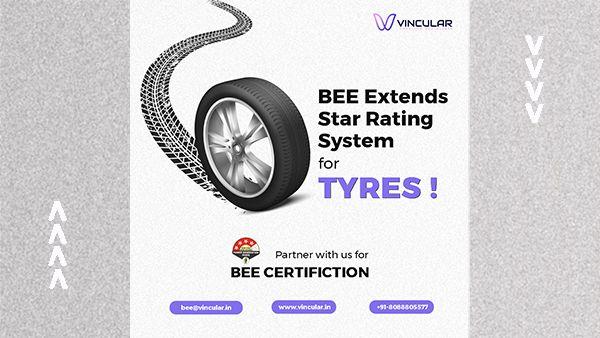 VINCULAR
BEE Extends
Star Rating
System
for
TYRES !
Partner with us for
BEE CERTIFICTION
bee@vincular.in
www.vincular.in
+91-8088805577